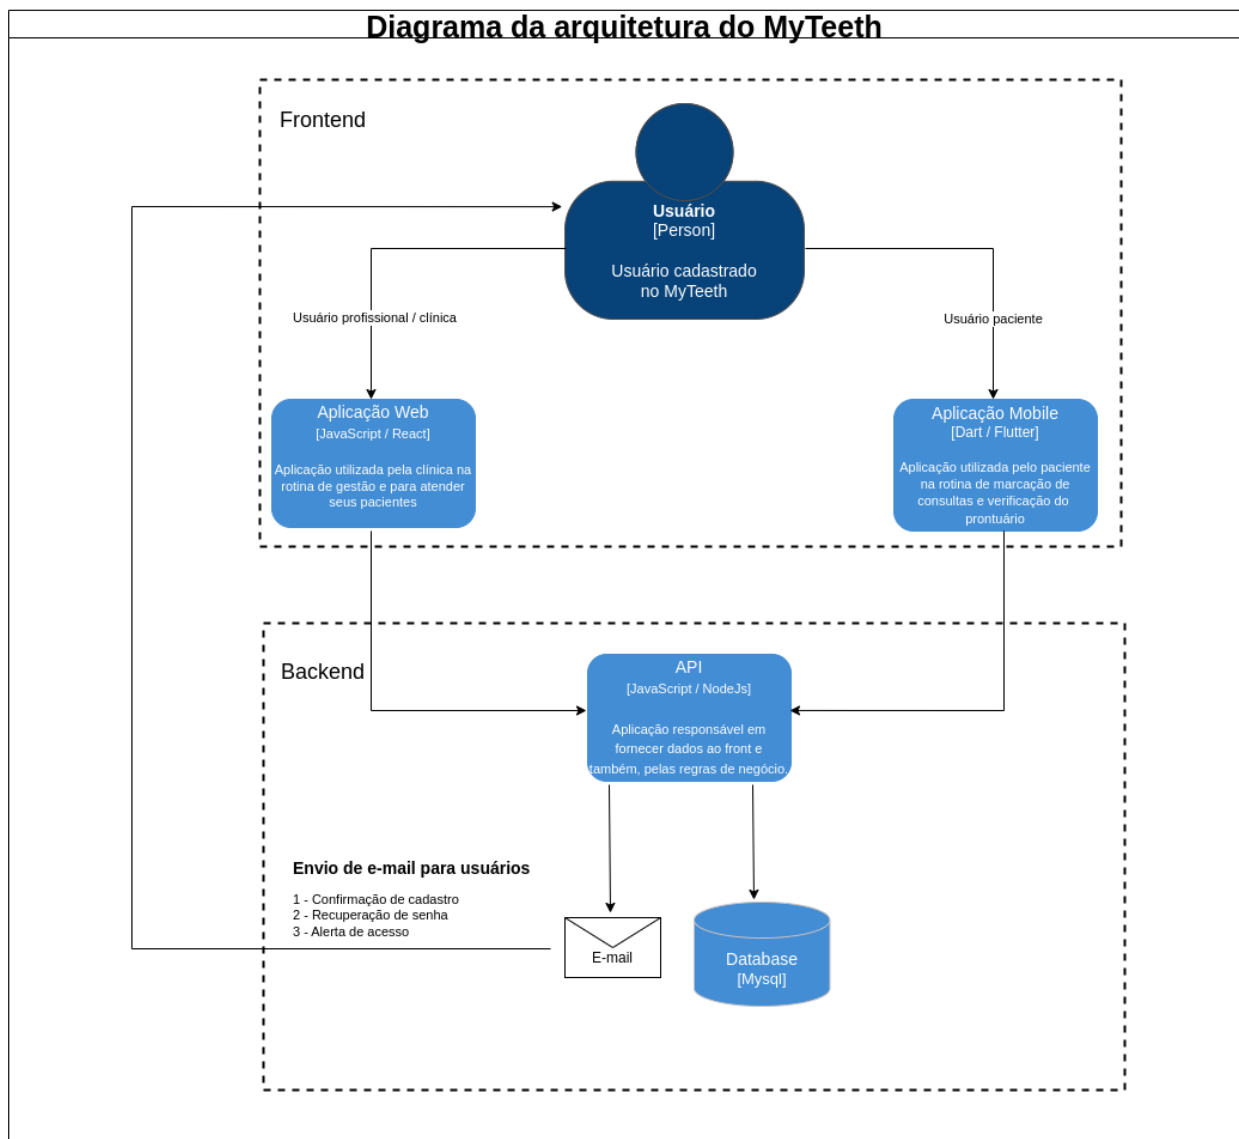 Diagrama da arquitetura do MyTeeth
Frontend
Usuário
[Person]
Usuário cadastrado
no MyTeeth
Usuário profissional / clínica
Usuário paciente
Aplicação Web
[JavaScript / React]
Aplicação utilizada pela clínica na
rotina de gestão e para atender
seus pacientes
Aplicação Mobile
[Dart / Flutter]
Aplicação utilizada pelo paciente
na rotina de marcação de
consultas e verificação do
prontuário
Backend
API
[JavaScript / NodeJs]
Aplicação responsável em
fornecer dados ao front e
também, pelas regras de negócio.
Envio de e-mail para usuários
1 - Confirmação de cadastro
2 - Recuperação de senha
3 - Alerta de acesso
E-mail
Database
[Mysql]